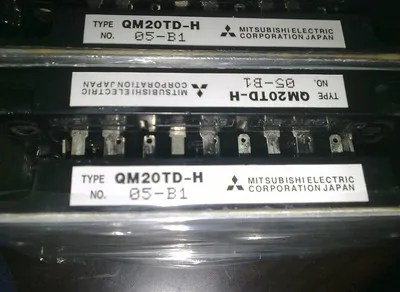 TYPE QM20TD-H MITSUBISHI ELECTRIC
NO. 05-B1 CORPORATION JAPAN
TYPE QM20TD-H MITSUBISHI ELECTRIC
NO. 05-B1 CORPORATION JAPAN
TYPE QM20TD-H MITSUBISHI ELECTRIC
NO. 05-B1 CORPORATION JAPAN